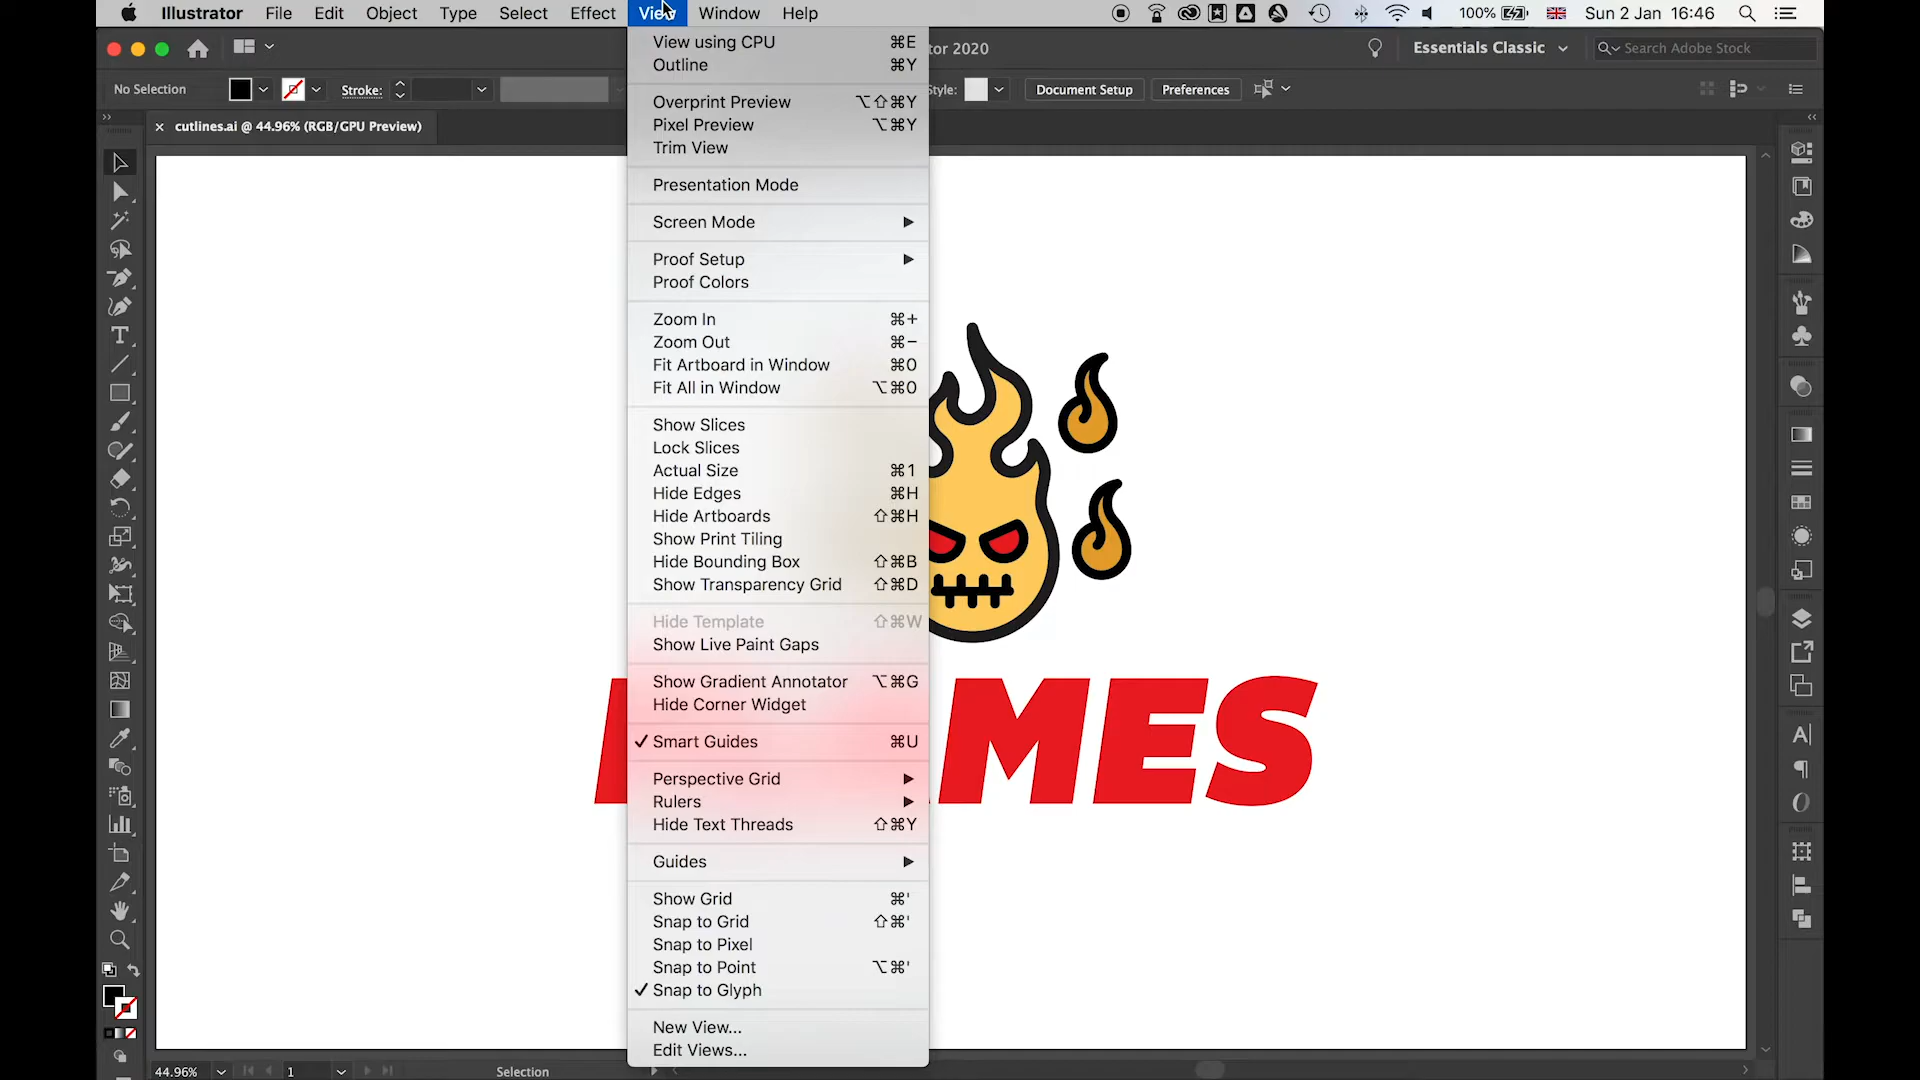 Illustrator File Edit Object Type Select Effect View Window Help 100% Sun 2 Jan 16:46
tor 2020 Essentials Classic Search Adobe Stock
No Selection Stroke: Style: Document Setup Preferences
× cutlines.ai @ 44.96% (RGB/GPU Preview)
View using CPU ⌘E
Outline ⌘Y
Overprint Preview ⌥⇧⌘Y
Pixel Preview ⌥⌘Y
Trim View
Presentation Mode
Screen Mode
Proof Setup
Proof Colors
Zoom In ⌘+
Zoom Out ⌘−
Fit Artboard in Window ⌘0
Fit All in Window ⌥⌘0
Show Slices
Lock Slices
Actual Size ⌘1
Hide Edges ⌘H
Hide Artboards ⇧⌘H
Show Print Tiling
Hide Bounding Box ⇧⌘B
Show Transparency Grid ⇧⌘D
Hide Template ⇧⌘W
Show Live Paint Gaps
Show Gradient Annotator ⌥⌘G
Hide Corner Widget
✓ Smart Guides ⌘U
Perspective Grid
Rulers
Hide Text Threads ⇧⌘Y
Guides
Show Grid ⌘'
Snap to Grid ⇧⌘'
Snap to Pixel
Snap to Point ⌥⌘'
✓ Snap to Glyph
New View...
Edit Views...
MES
44.96% 1 Selection